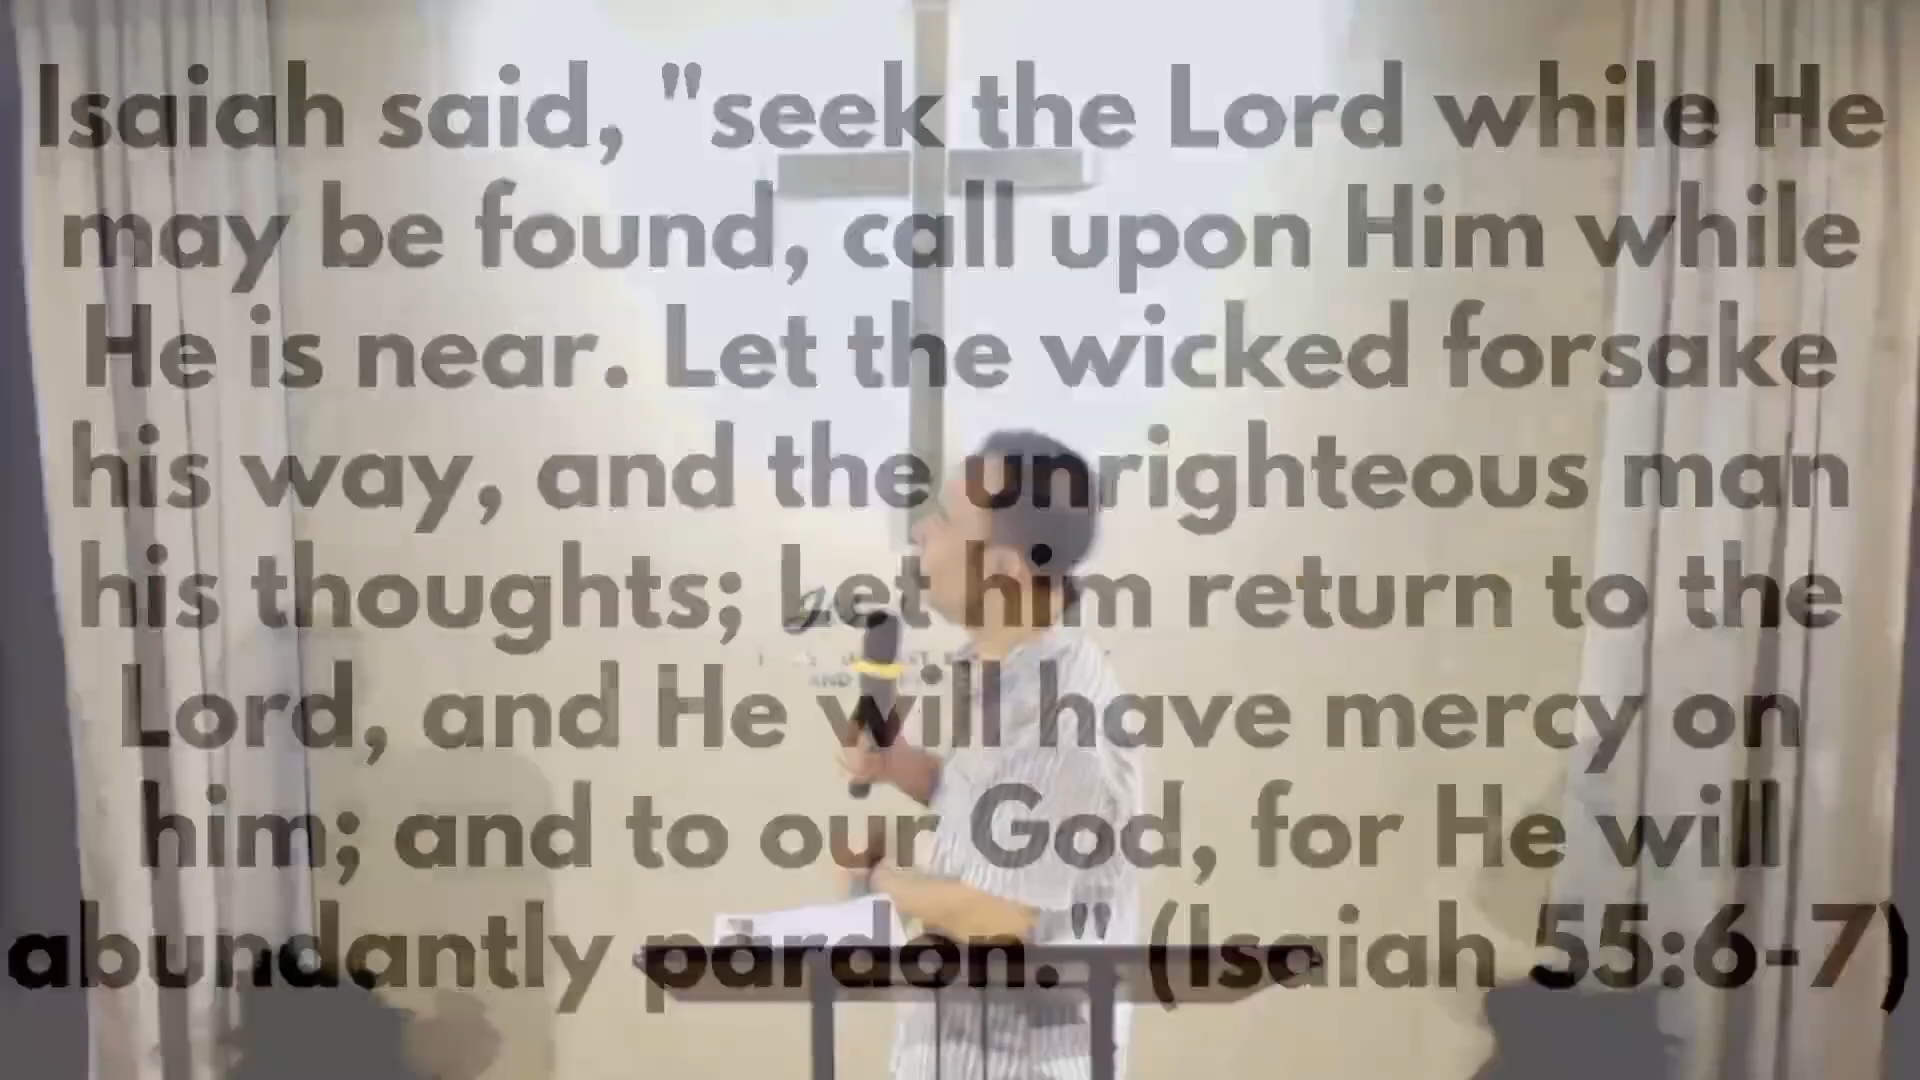 Isaiah said, "seek the Lord while He
may be found, call upon Him while
He is near. Let the wicked forsake
his way, and the unrighteous man
his thoughts; Let him return to the
Lord, and He will have mercy on
him; and to our God, for He will
abundantly pardon." (Isaiah 55:6-7)